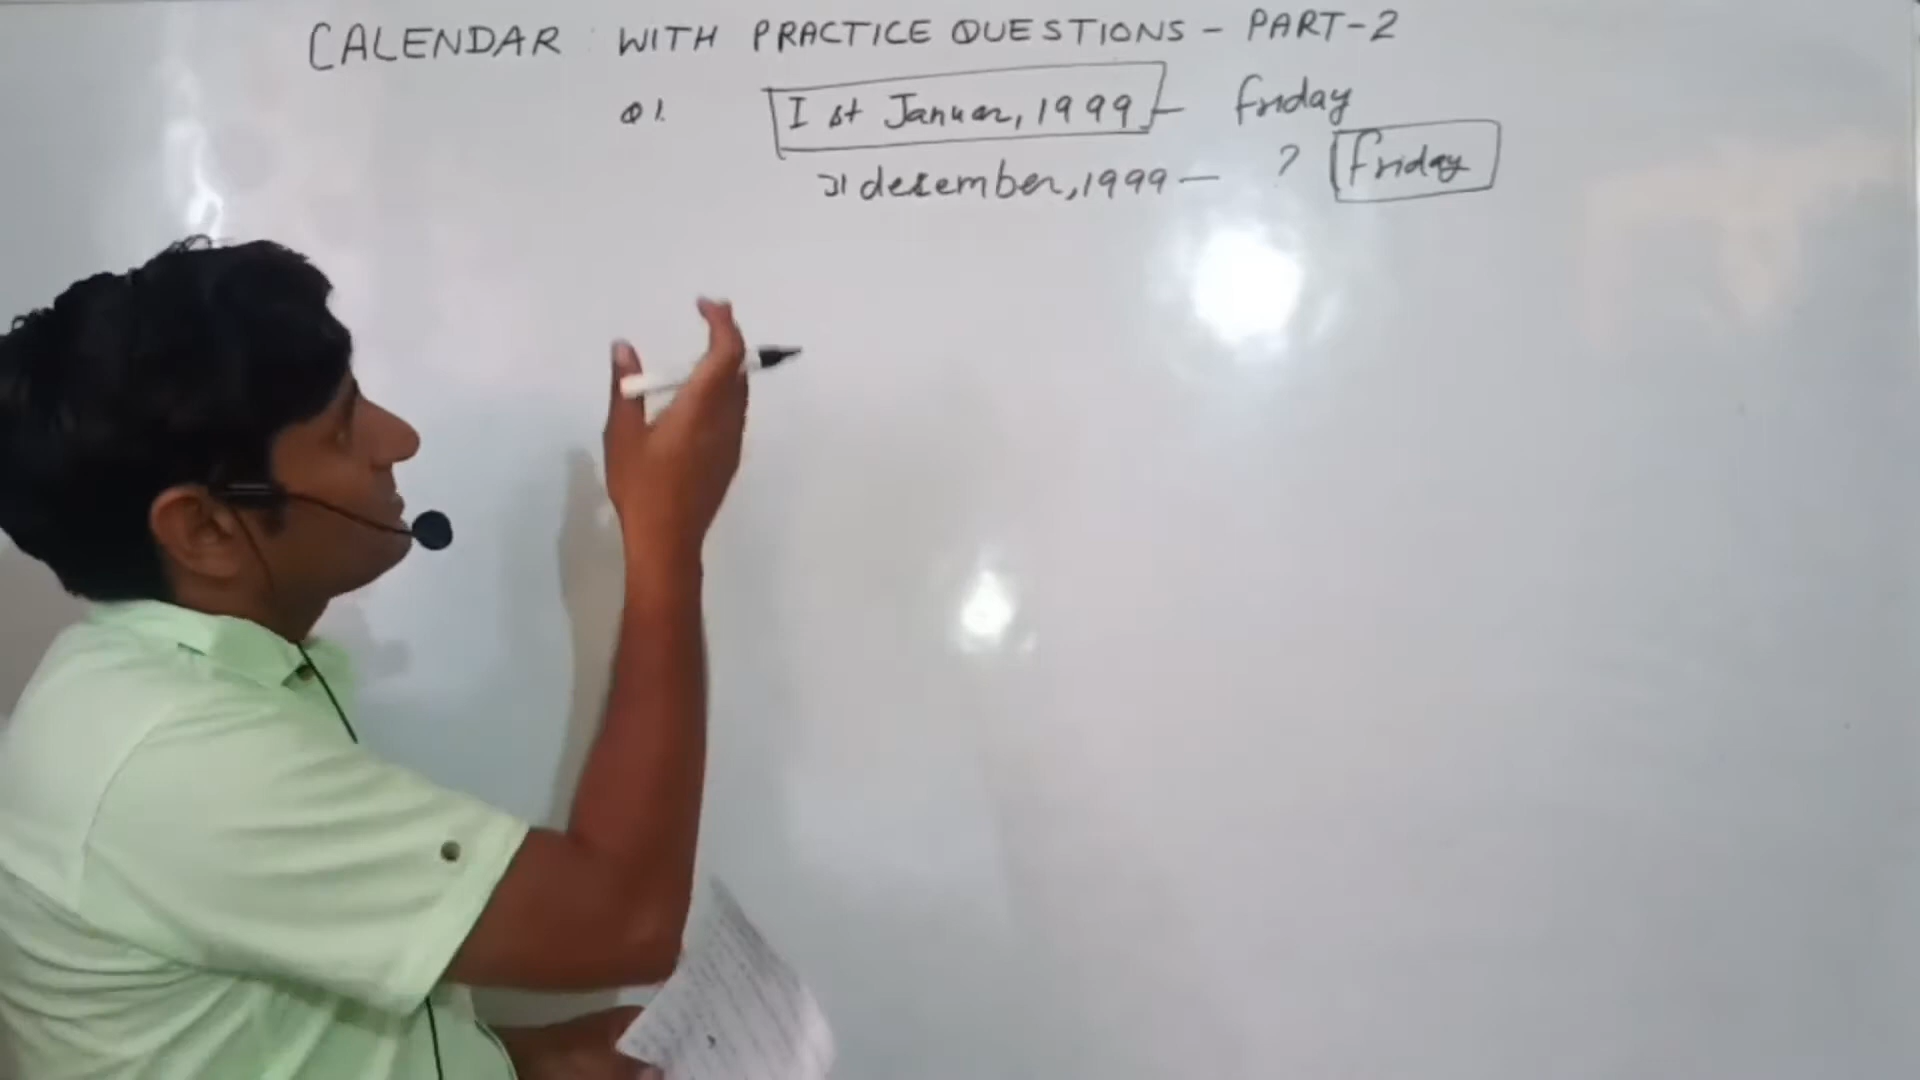 CALENDAR WITH PRACTICE QUESTIONS - PART-2
Q1. I st Januar, 1999 - friday
31 desember, 1999 - ? friday